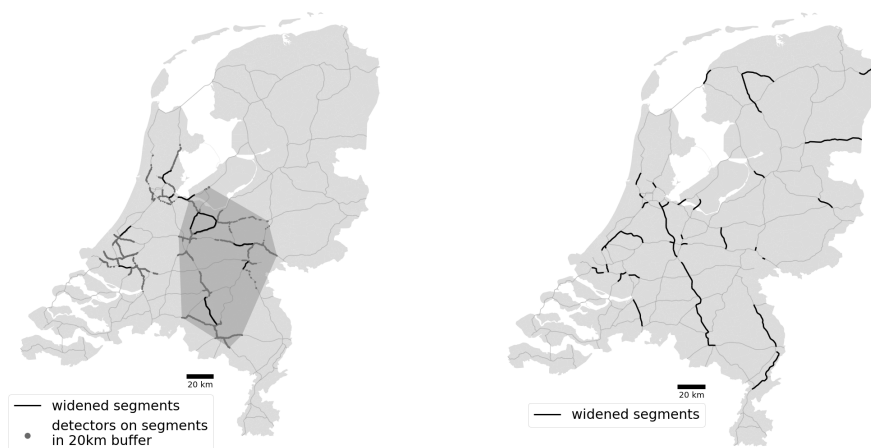 20 km
widened segments
detectors on segments
in 20km buffer
20 km
widened segments